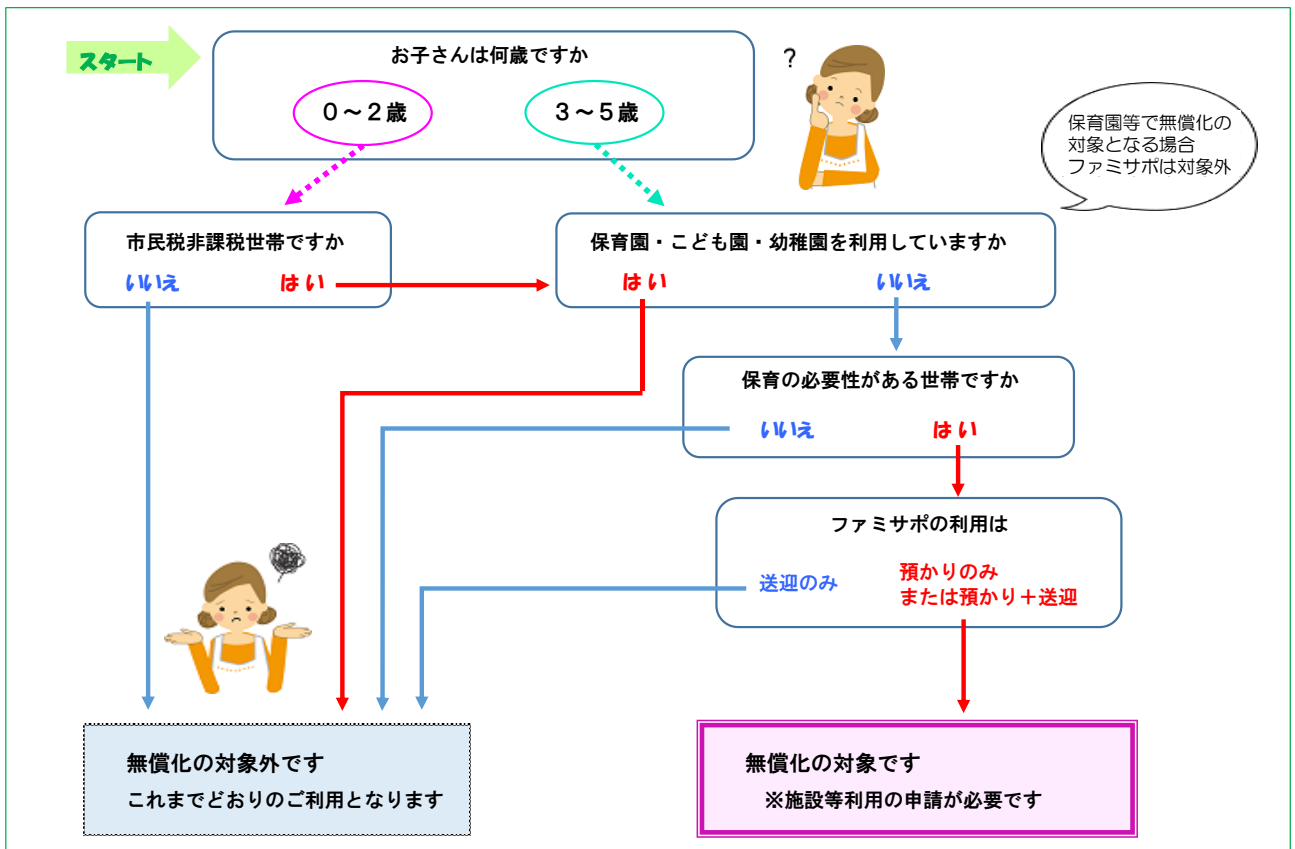 スタート
お子さんは何歳ですか
0～2歳
3～5歳
?
保育園等で無償化の
対象となる場合
ファミサポは対象外
市民税非課税世帯ですか
いいえ
はい
保育園・こども園・幼稚園を利用していますか
はい
いいえ
保育の必要性がある世帯ですか
いいえ
はい
ファミサポの利用は
送迎のみ
預かりのみ
または預かり＋送迎
無償化の対象外です
これまでどおりのご利用となります
無償化の対象です
※施設等利用の申請が必要です